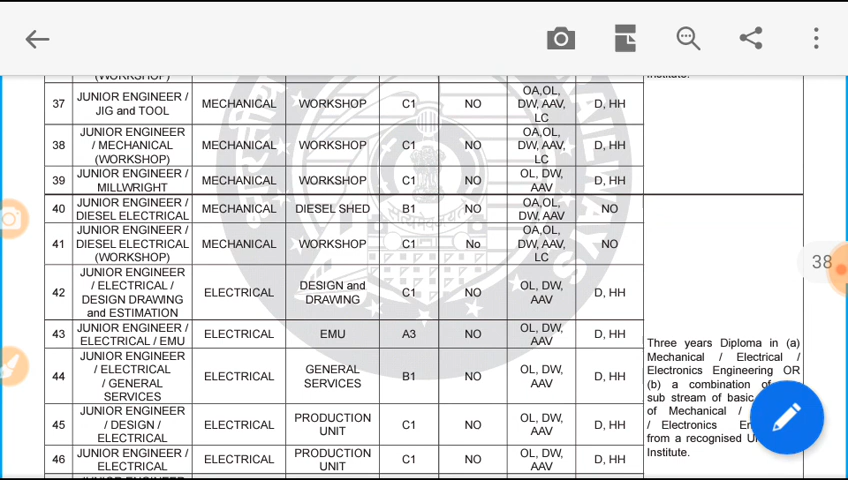 (WORKSHOP)
Institute.
37 JUNIOR ENGINEER / JIG and TOOL MECHANICAL WORKSHOP C1 NO OA,OL, DW, AAV, LC D, HH
38 JUNIOR ENGINEER / MECHANICAL (WORKSHOP) MECHANICAL WORKSHOP C1 NO OA,OL, DW, AAV, LC D, HH
39 JUNIOR ENGINEER / MILLWRIGHT MECHANICAL WORKSHOP C1 NO OL, DW, AAV D, HH
40 JUNIOR ENGINEER / DIESEL ELECTRICAL MECHANICAL DIESEL SHED B1 NO OA,OL, DW, AAV NO
41 JUNIOR ENGINEER / DIESEL ELECTRICAL (WORKSHOP) MECHANICAL WORKSHOP C1 No OA,OL, DW, AAV, LC NO
42 JUNIOR ENGINEER / ELECTRICAL / DESIGN DRAWING and ESTIMATION ELECTRICAL DESIGN and DRAWING C1 NO OL, DW, AAV D, HH
43 JUNIOR ENGINEER / ELECTRICAL / EMU ELECTRICAL EMU A3 NO OL, DW, AAV D, HH
44 JUNIOR ENGINEER / ELECTRICAL / GENERAL SERVICES ELECTRICAL GENERAL SERVICES B1 NO OL, DW, AAV D, HH
45 JUNIOR ENGINEER / DESIGN / ELECTRICAL ELECTRICAL PRODUCTION UNIT C1 NO OL, DW, AAV D, HH
46 JUNIOR ENGINEER / ELECTRICAL ELECTRICAL PRODUCTION UNIT C1 NO OL, DW, AAV D, HH
Three years Diploma in (a)
Mechanical / Electrical /
Electronics Engineering OR
(b) a combination of
sub stream of basic
of Mechanical /
/ Electronics
from a recognised
Institute.
38